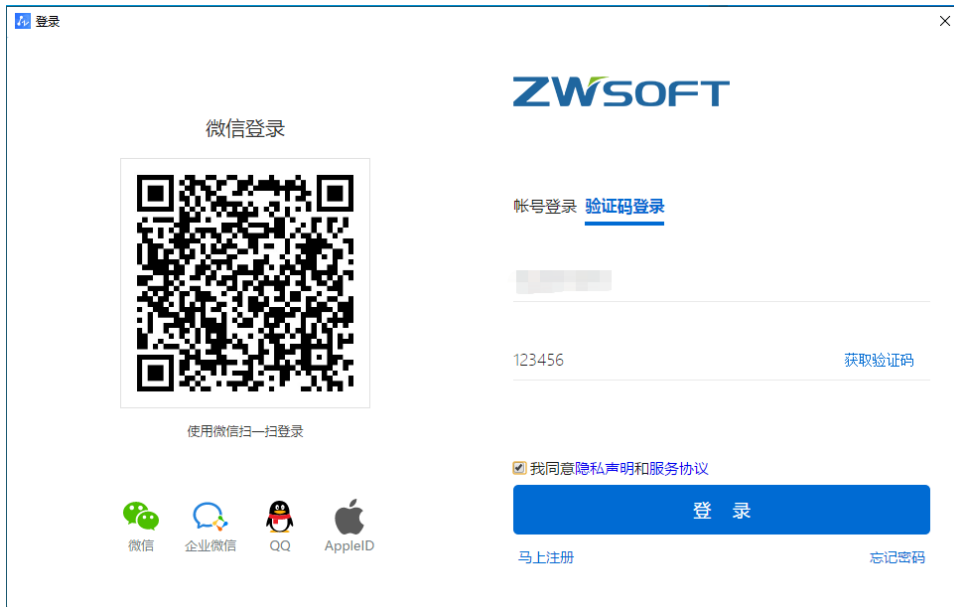 登录
微信登录
使用微信扫一扫登录
微信 企业微信 QQ AppleID
ZWSOFT
帐号登录 验证码登录
123456 获取验证码
我同意隐私声明和服务协议
登 录
马上注册 忘记密码